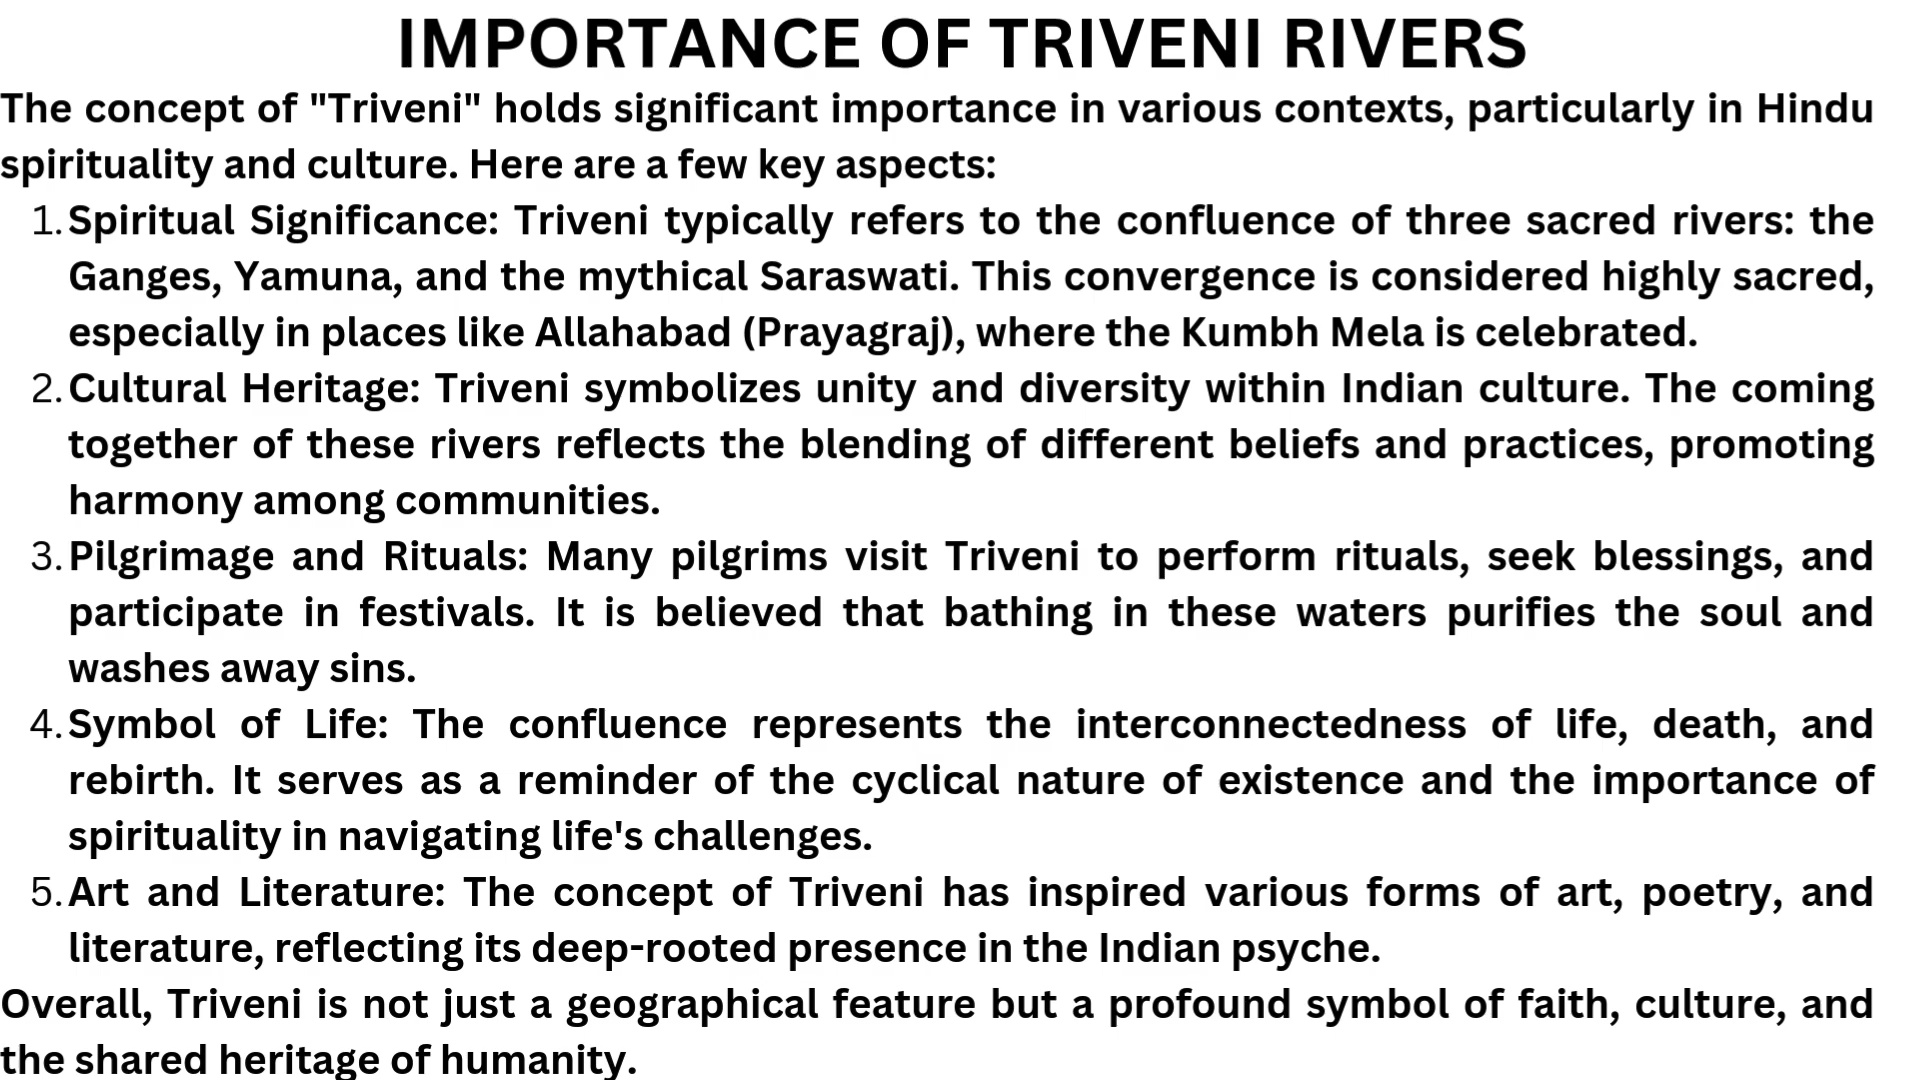 IMPORTANCE OF TRIVENI RIVERS
The concept of "Triveni" holds significant importance in various contexts, particularly in Hindu
spirituality and culture. Here are a few key aspects:
1. Spiritual Significance: Triveni typically refers to the confluence of three sacred rivers: the
Ganges, Yamuna, and the mythical Saraswati. This convergence is considered highly sacred,
especially in places like Allahabad (Prayagraj), where the Kumbh Mela is celebrated.
2. Cultural Heritage: Triveni symbolizes unity and diversity within Indian culture. The coming
together of these rivers reflects the blending of different beliefs and practices, promoting
harmony among communities.
3. Pilgrimage and Rituals: Many pilgrims visit Triveni to perform rituals, seek blessings, and
participate in festivals. It is believed that bathing in these waters purifies the soul and
washes away sins.
4. Symbol of Life: The confluence represents the interconnectedness of life, death, and
rebirth. It serves as a reminder of the cyclical nature of existence and the importance of
spirituality in navigating life's challenges.
5. Art and Literature: The concept of Triveni has inspired various forms of art, poetry, and
literature, reflecting its deep-rooted presence in the Indian psyche.
Overall, Triveni is not just a geographical feature but a profound symbol of faith, culture, and
the shared heritage of humanity.